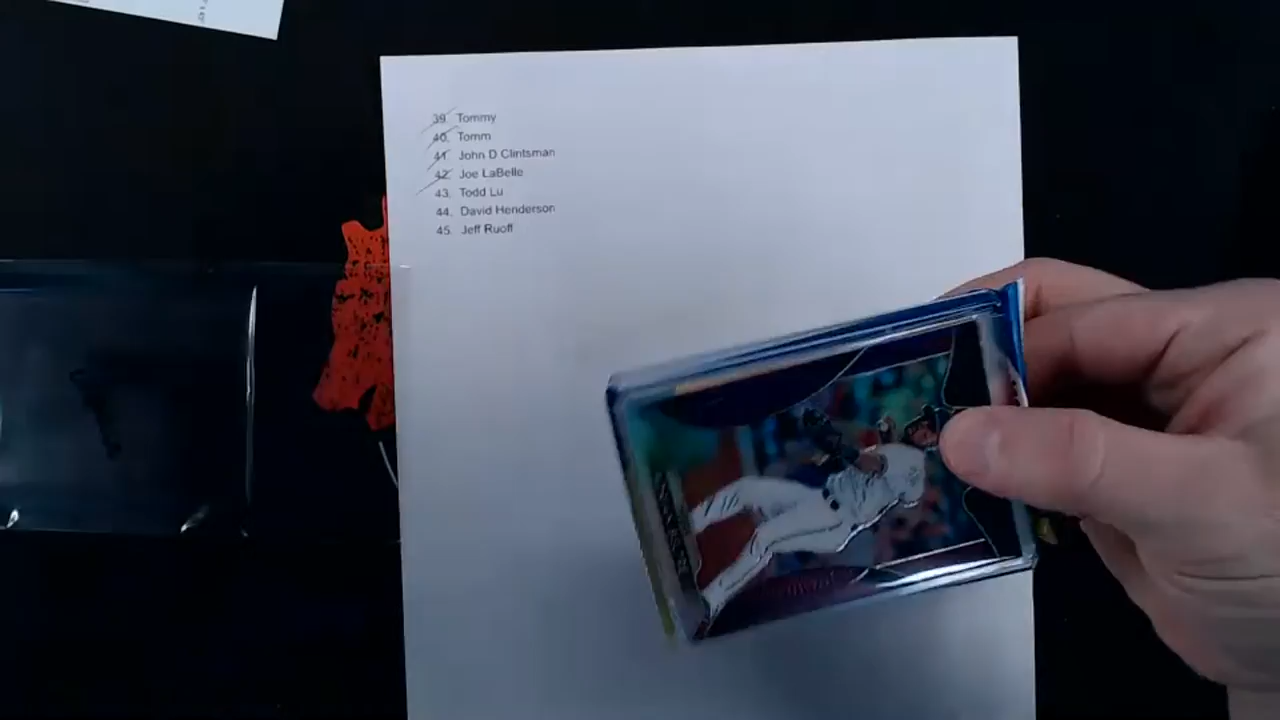 39. Tommy
40. Tomm
41. John D Clintsman
42. Joe LaBelle
43. Todd Lu
44. David Henderson
45. Jeff Ruoff